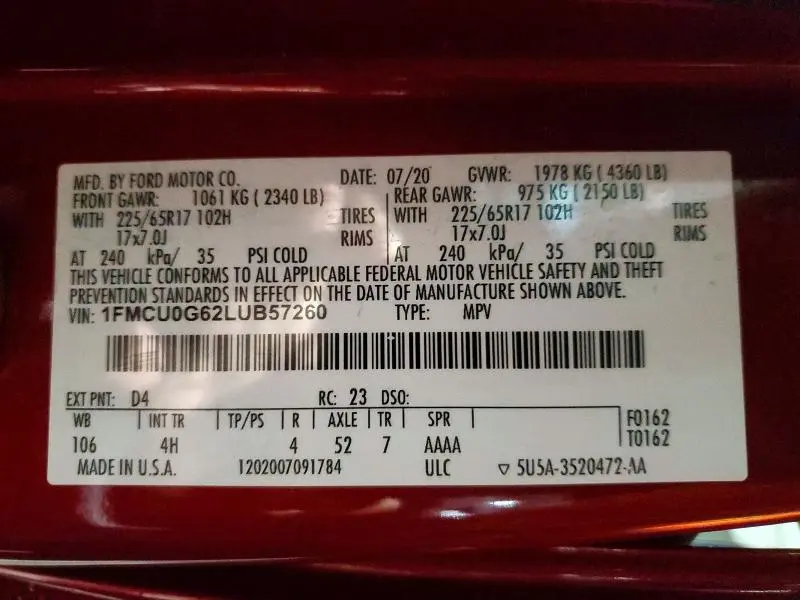 MFD. BY FORD MOTOR CO. DATE: 07/20 GVWR: 1978 KG ( 4360 LB)
FRONT GAWR: 1061 KG ( 2340 LB) REAR GAWR: 975 KG ( 2150 LB)
WITH 225/65R17 102H TIRES WITH 225/65R17 102H TIRES
17x7.0J RIMS 17x7.0J RIMS
AT 240 kPa/ 35 PSI COLD AT 240 kPa/ 35 PSI COLD
THIS VEHICLE CONFORMS TO ALL APPLICABLE FEDERAL MOTOR VEHICLE SAFETY AND THEFT
PREVENTION STANDARDS IN EFFECT ON THE DATE OF MANUFACTURE SHOWN ABOVE.
VIN: 1FMCU0G62LUB57260 TYPE: MPV
EXT PNT: D4 RC: 23 DSO:
WB INT TR TP/PS R AXLE TR SPR F0162
106 4H 4 52 7 AAAA T0162
MADE IN U.S.A. 1202007091784 ULC ▽ 5U5A-3520472-AA